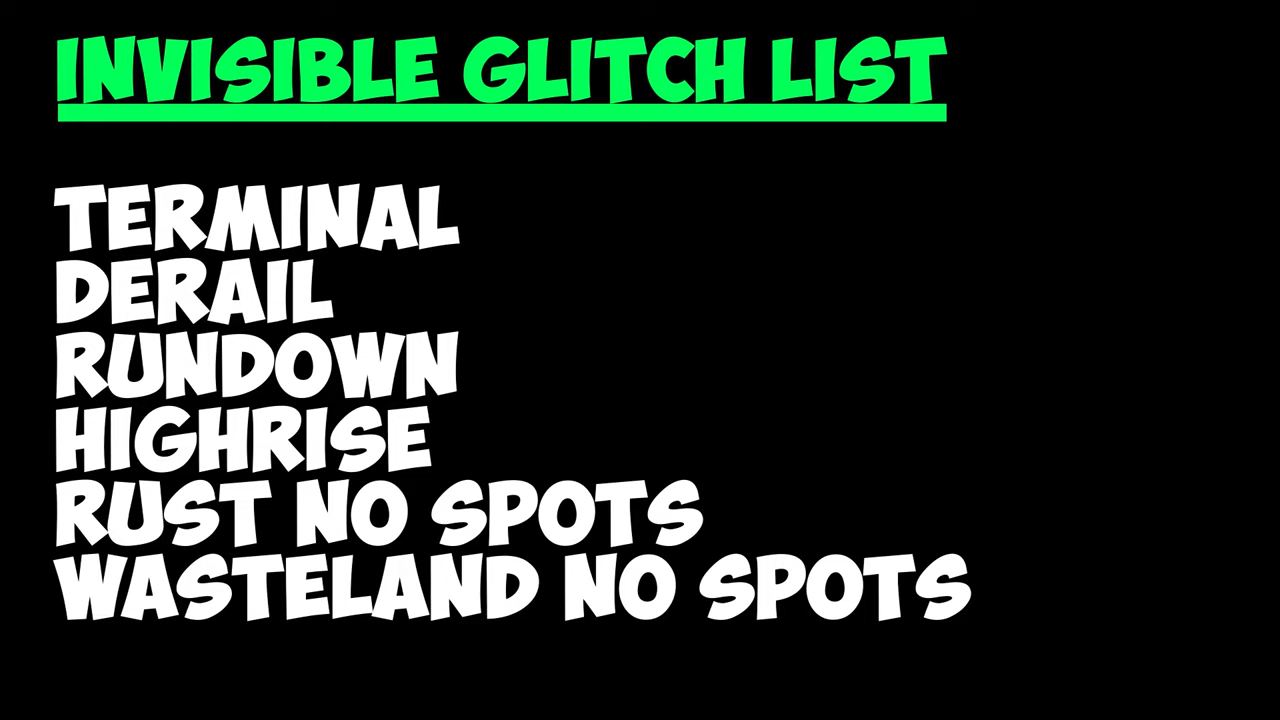 INVISIBLE GLITCH LIST
TERMINAL
DERAIL
RUNDOWN
HIGHRISE
RUST NO SPOTS
WASTELAND NO SPOTS